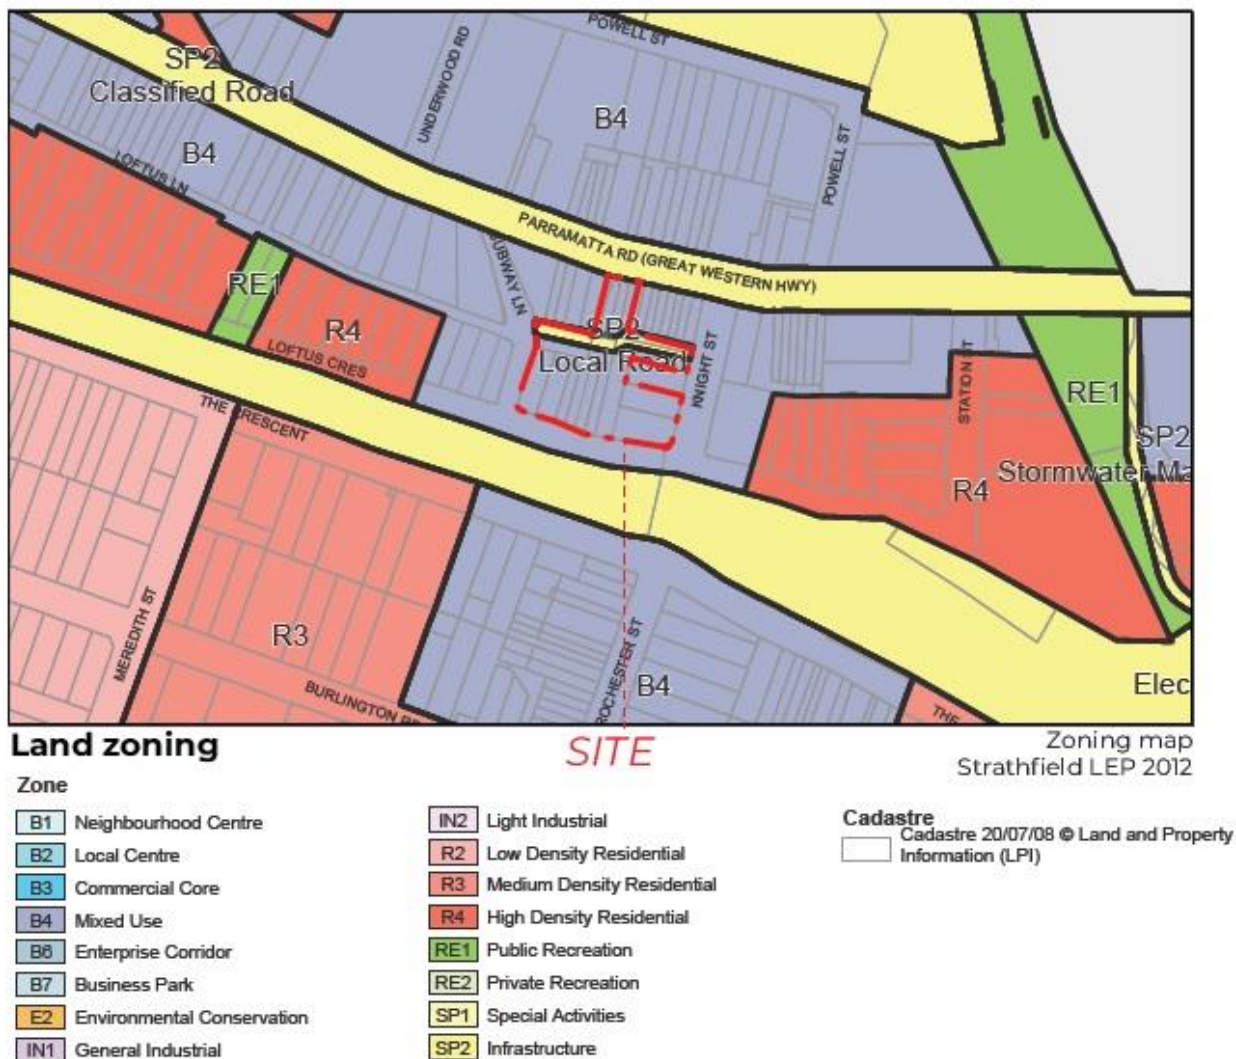 POWELL ST
SP2
Classified Road
UNDERWOOD RD
B4
B4
LOFTUS LN
POWELL ST
PARRAMATTA RD (GREAT WESTERN HWY)
SUBWAY LN
RE1
R4
LOFTUS CRES
SP2
Local Road
KNIGHT ST
STATION ST
RE1
SP2
Stormwater Ma
R4
THE CRESCENT
MEREDITH ST
R3
BURLINGTON R
ROCHESTER ST
B4
Elec
THE
Land zoning
SITE
Zoning map
Strathfield LEP 2012
Zone
B1 Neighbourhood Centre
B2 Local Centre
B3 Commercial Core
B4 Mixed Use
B6 Enterprise Corridor
B7 Business Park
E2 Environmental Conservation
IN1 General Industrial
IN2 Light Industrial
R2 Low Density Residential
R3 Medium Density Residential
R4 High Density Residential
RE1 Public Recreation
RE2 Private Recreation
SP1 Special Activities
SP2 Infrastructure
Cadastre
Cadastre 20/07/08 © Land and Property
Information (LPI)